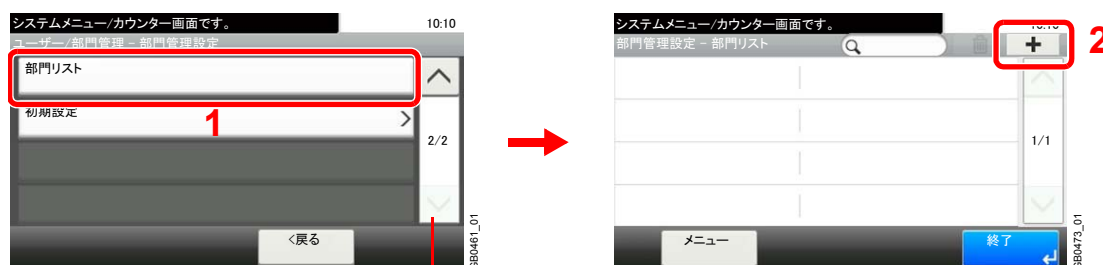 システムメニュー/カウンター画面です。
10:10
ユーザー/部門管理 - 部門管理設定
部門リスト
初期設定
1
2/2
<戻る
GB0461_01
システムメニュー/カウンター画面です。
10:10
部門管理設定 - 部門リスト
+
2
1/1
メニュー
終了
GB0473_01